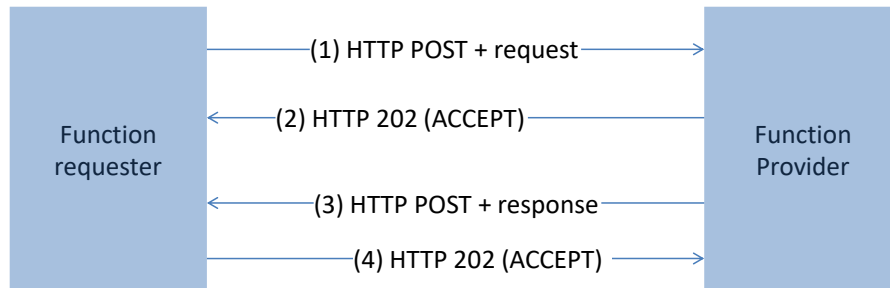 (1) HTTP POST + request
(2) HTTP 202 (ACCEPT)
Function
requester
Function
Provider
(3) HTTP POST + response
(4) HTTP 202 (ACCEPT)